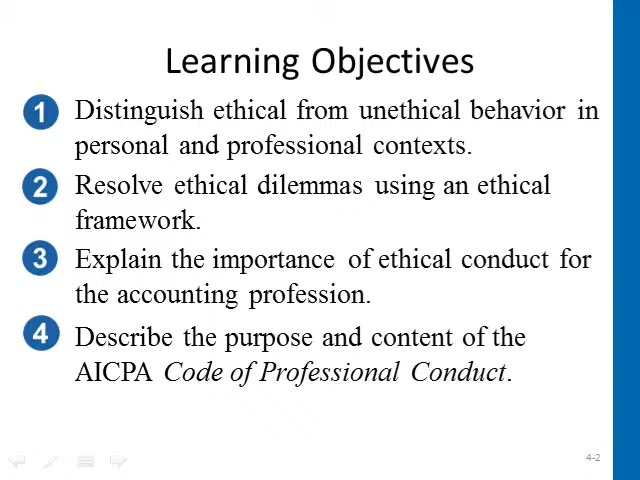 Learning Objectives
1 Distinguish ethical from unethical behavior in
personal and professional contexts.
2 Resolve ethical dilemmas using an ethical
framework.
3 Explain the importance of ethical conduct for
the accounting profession.
4 Describe the purpose and content of the
AICPA Code of Professional Conduct.
4-2